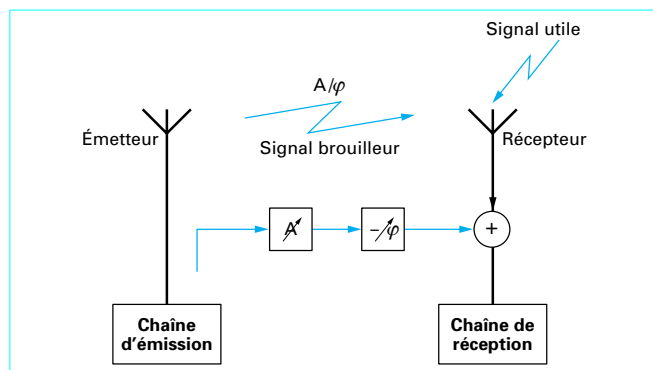 Signal utile
A/φ
Émetteur
Signal brouilleur
Récepteur
A
−/φ
+
Chaîne
d'émission
Chaîne de
réception